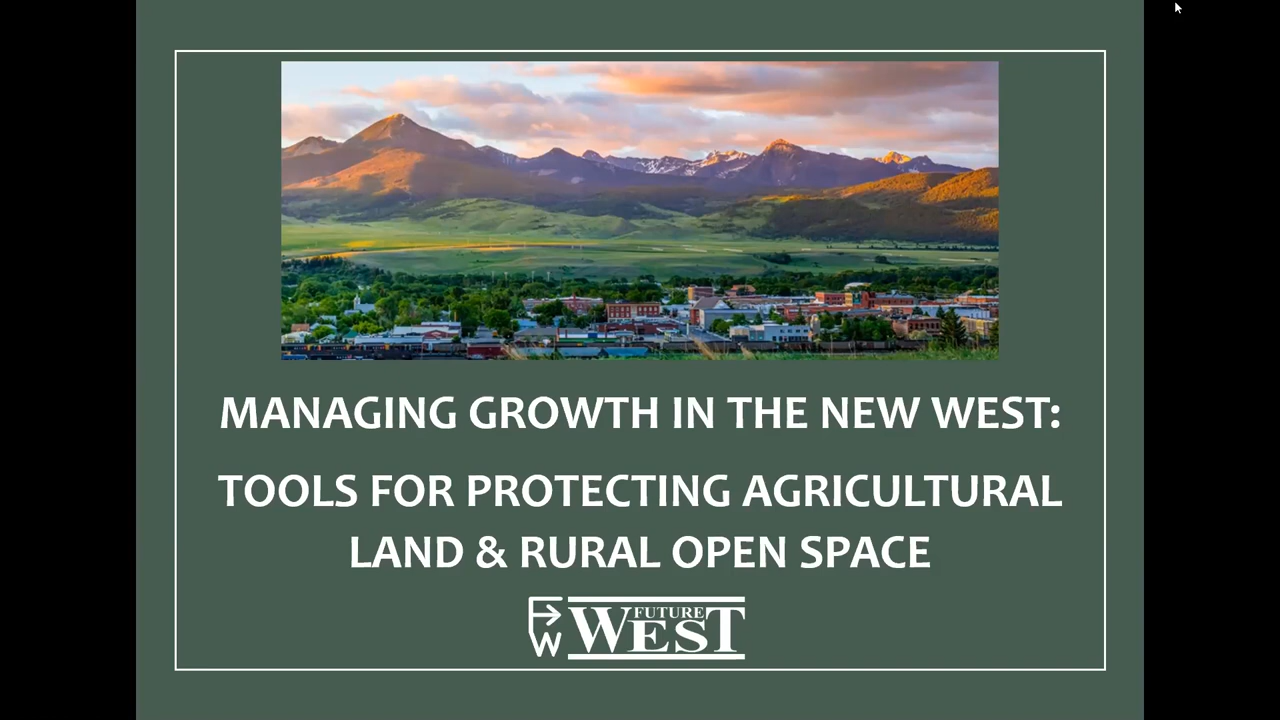 MANAGING GROWTH IN THE NEW WEST:
TOOLS FOR PROTECTING AGRICULTURAL
LAND & RURAL OPEN SPACE
FW FUTURE WEST